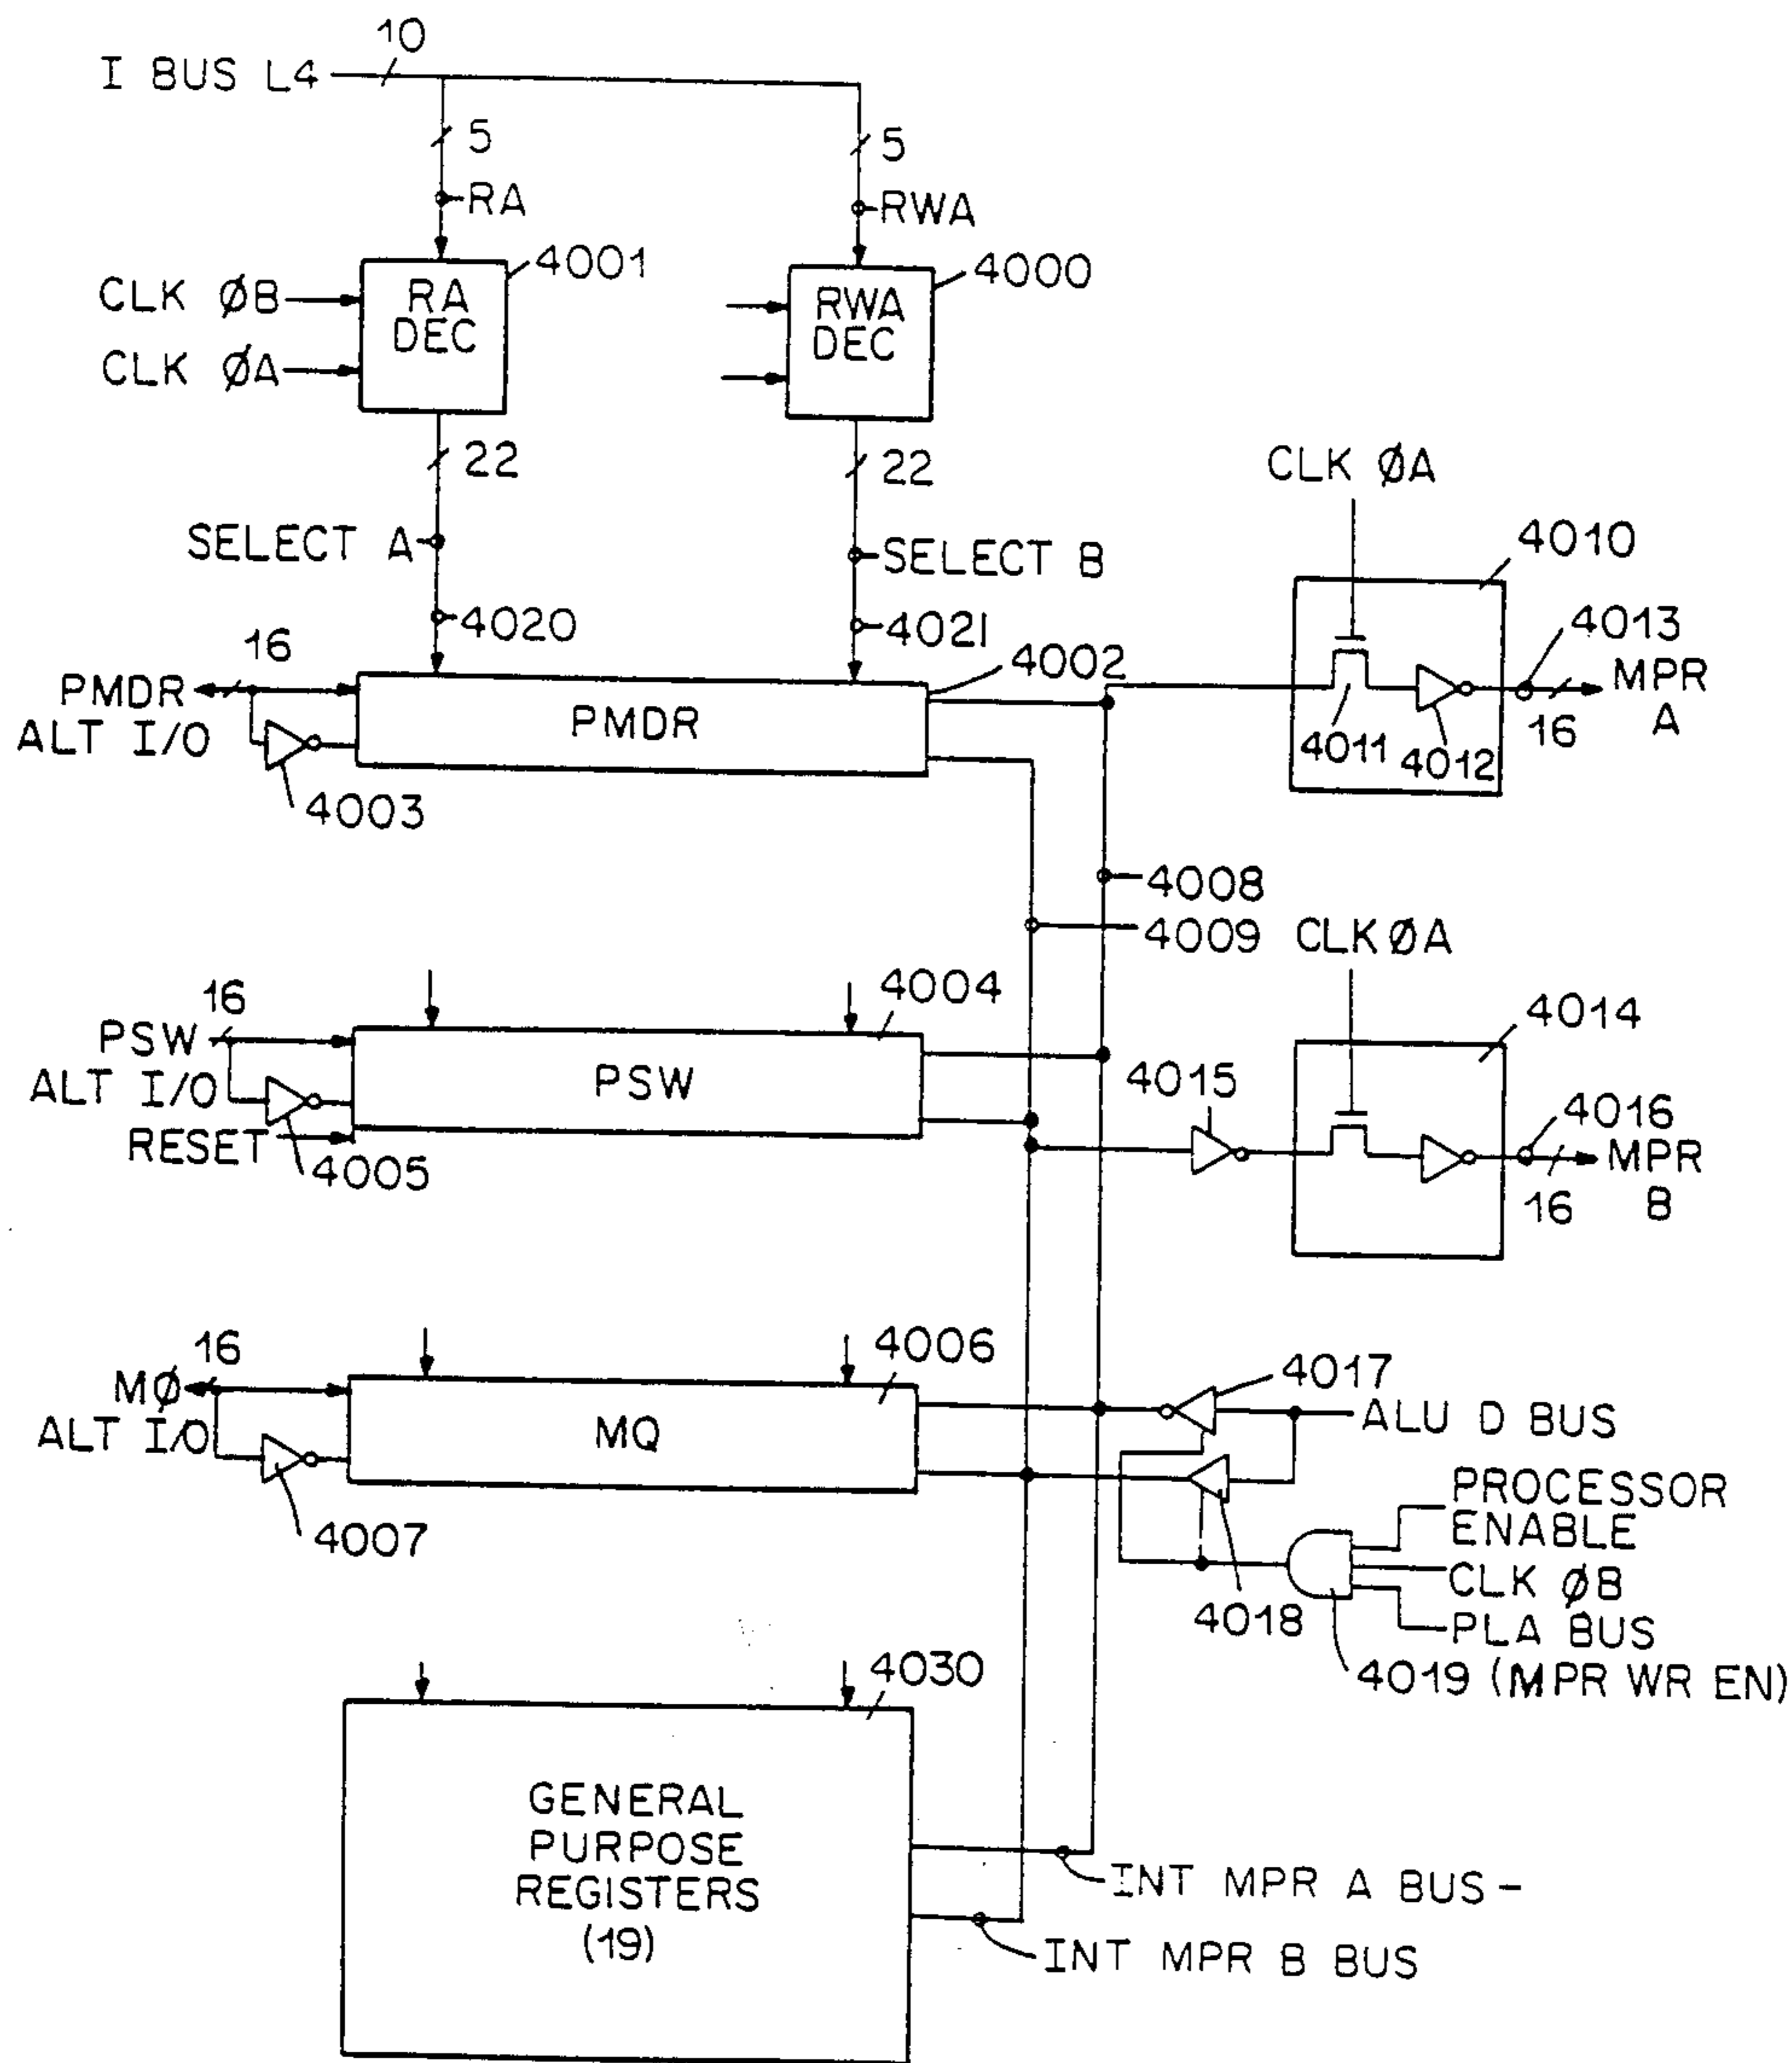 10
I BUS L4
5
5
RA
RWA
4001
4000
CLK ØB
RA
DEC
RWA
DEC
CLK ØA
22
22
CLK ØA
SELECT A
SELECT B
4010
4020
4021
4013
16
4002
PMDR
ALT I/O
PMDR
MPR
A
4011
4012
16
4003
4008
4009
CLK ØA
16
4004
4014
PSW
ALT I/O
PSW
4015
4016
RESET
4005
MPR
B
16
16
4006
4017
MØ
ALT I/O
MQ
ALU D BUS
PROCESSOR
ENABLE
4007
CLK ØB
4018
PLA BUS
4030
4019 (MPR WR EN)
GENERAL
PURPOSE
REGISTERS
(19)
INT MPR A BUS -
INT MPR B BUS